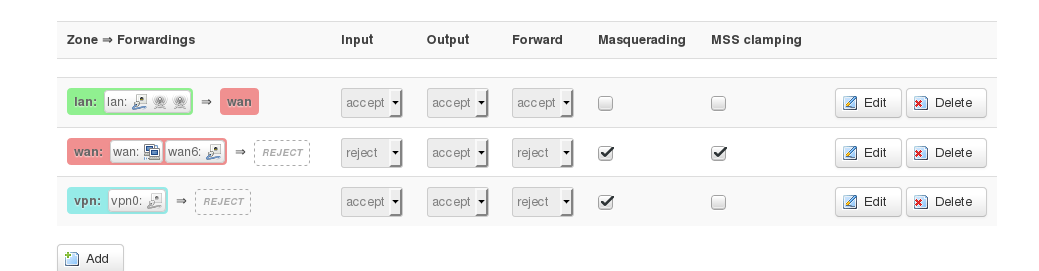 Zone ⇒ Forwardings Input Output Forward Masquerading MSS clamping
lan: lan: ⇒ wan accept accept accept Edit Delete
wan: wan: wan6: ⇒ REJECT reject accept reject Edit Delete
vpn: vpn0: ⇒ REJECT accept accept reject Edit Delete
Add